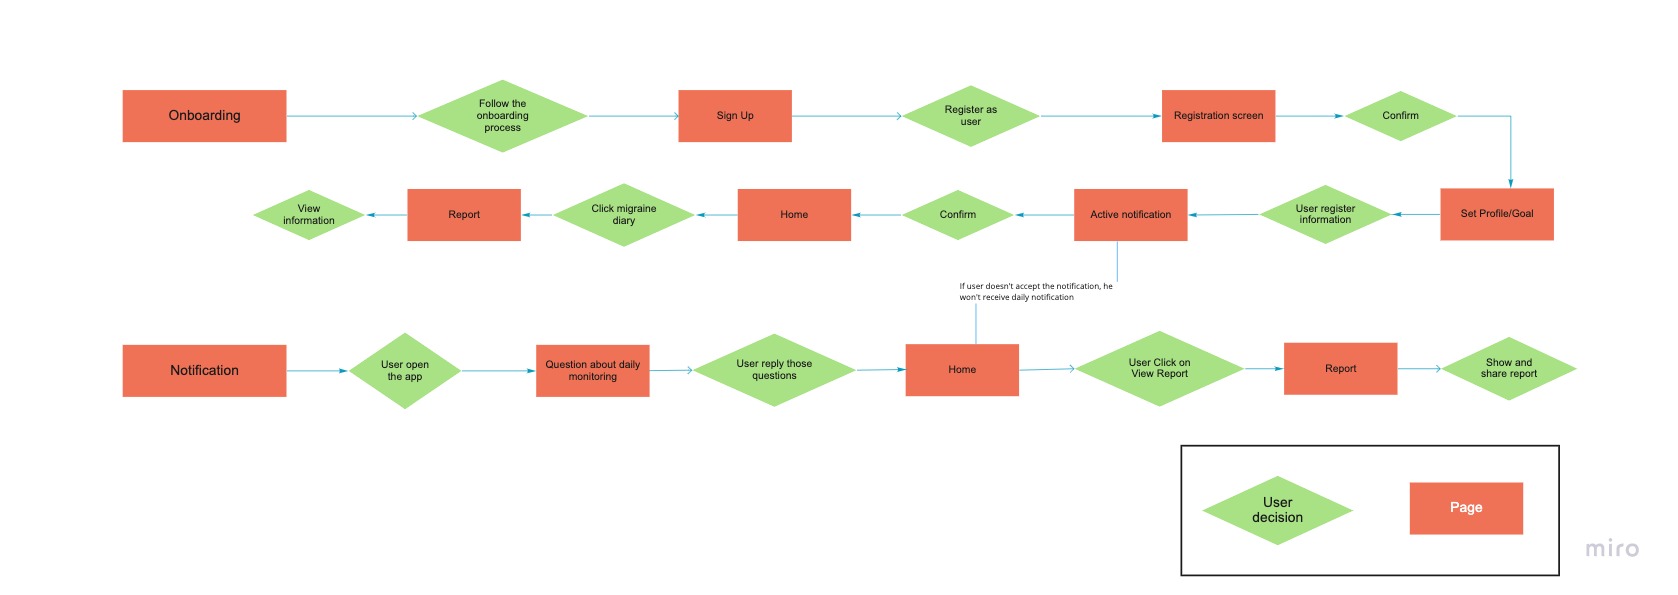 Onboarding
Follow the
onboarding
process
Sign Up
Register as
user
Registration screen
Confirm
View
information
Report
Click migraine
diary
Home
Confirm
Active notification
User register
information
Set Profile/Goal
If user doesn't accept the notification, he
won't receive daily notification
Notification
User open
the app
Question about daily
monitoring
User reply those
questions
Home
User Click on
View Report
Report
Show and
share report
User
decision
Page
miro